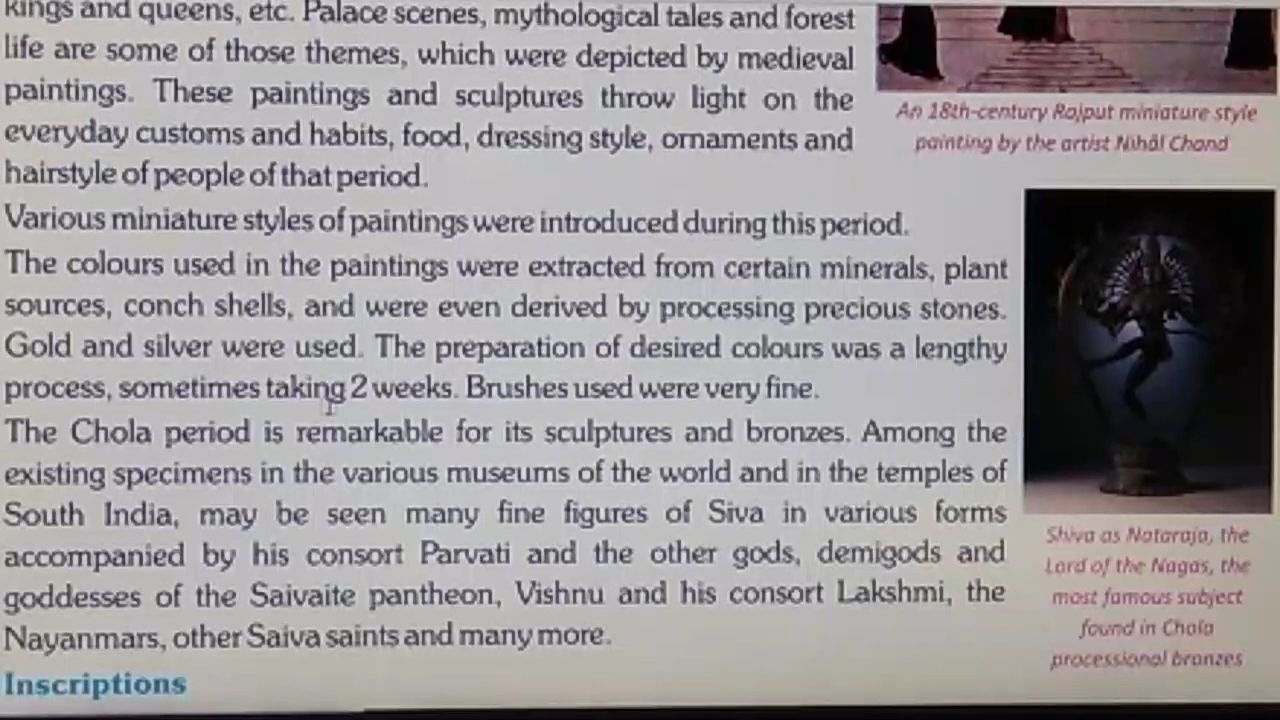 kings and queens, etc. Palace scenes, mythological tales and forest
life are some of those themes, which were depicted by medieval
paintings. These paintings and sculptures throw light on the
everyday customs and habits, food, dressing style, ornaments and
hairstyle of people of that period.
Various miniature styles of paintings were introduced during this period.
The colours used in the paintings were extracted from certain minerals, plant
sources, conch shells, and were even derived by processing precious stones.
Gold and silver were used. The preparation of desired colours was a lengthy
process, sometimes taking 2 weeks. Brushes used were very fine.
The Chola period is remarkable for its sculptures and bronzes. Among the
existing specimens in the various museums of the world and in the temples of
South India, may be seen many fine figures of Siva in various forms
accompanied by his consort Parvati and the other gods, demigods and
goddesses of the Saivaite pantheon, Vishnu and his consort Lakshmi, the
Nayanmars, other Saiva saints and many more.
Inscriptions
An 18th-century Rajput miniature style
painting by the artist Nihâl Chand
Shiva as Nataraja, the
Lord of the Nagas, the
most famous subject
found in Chola
processional bronzes